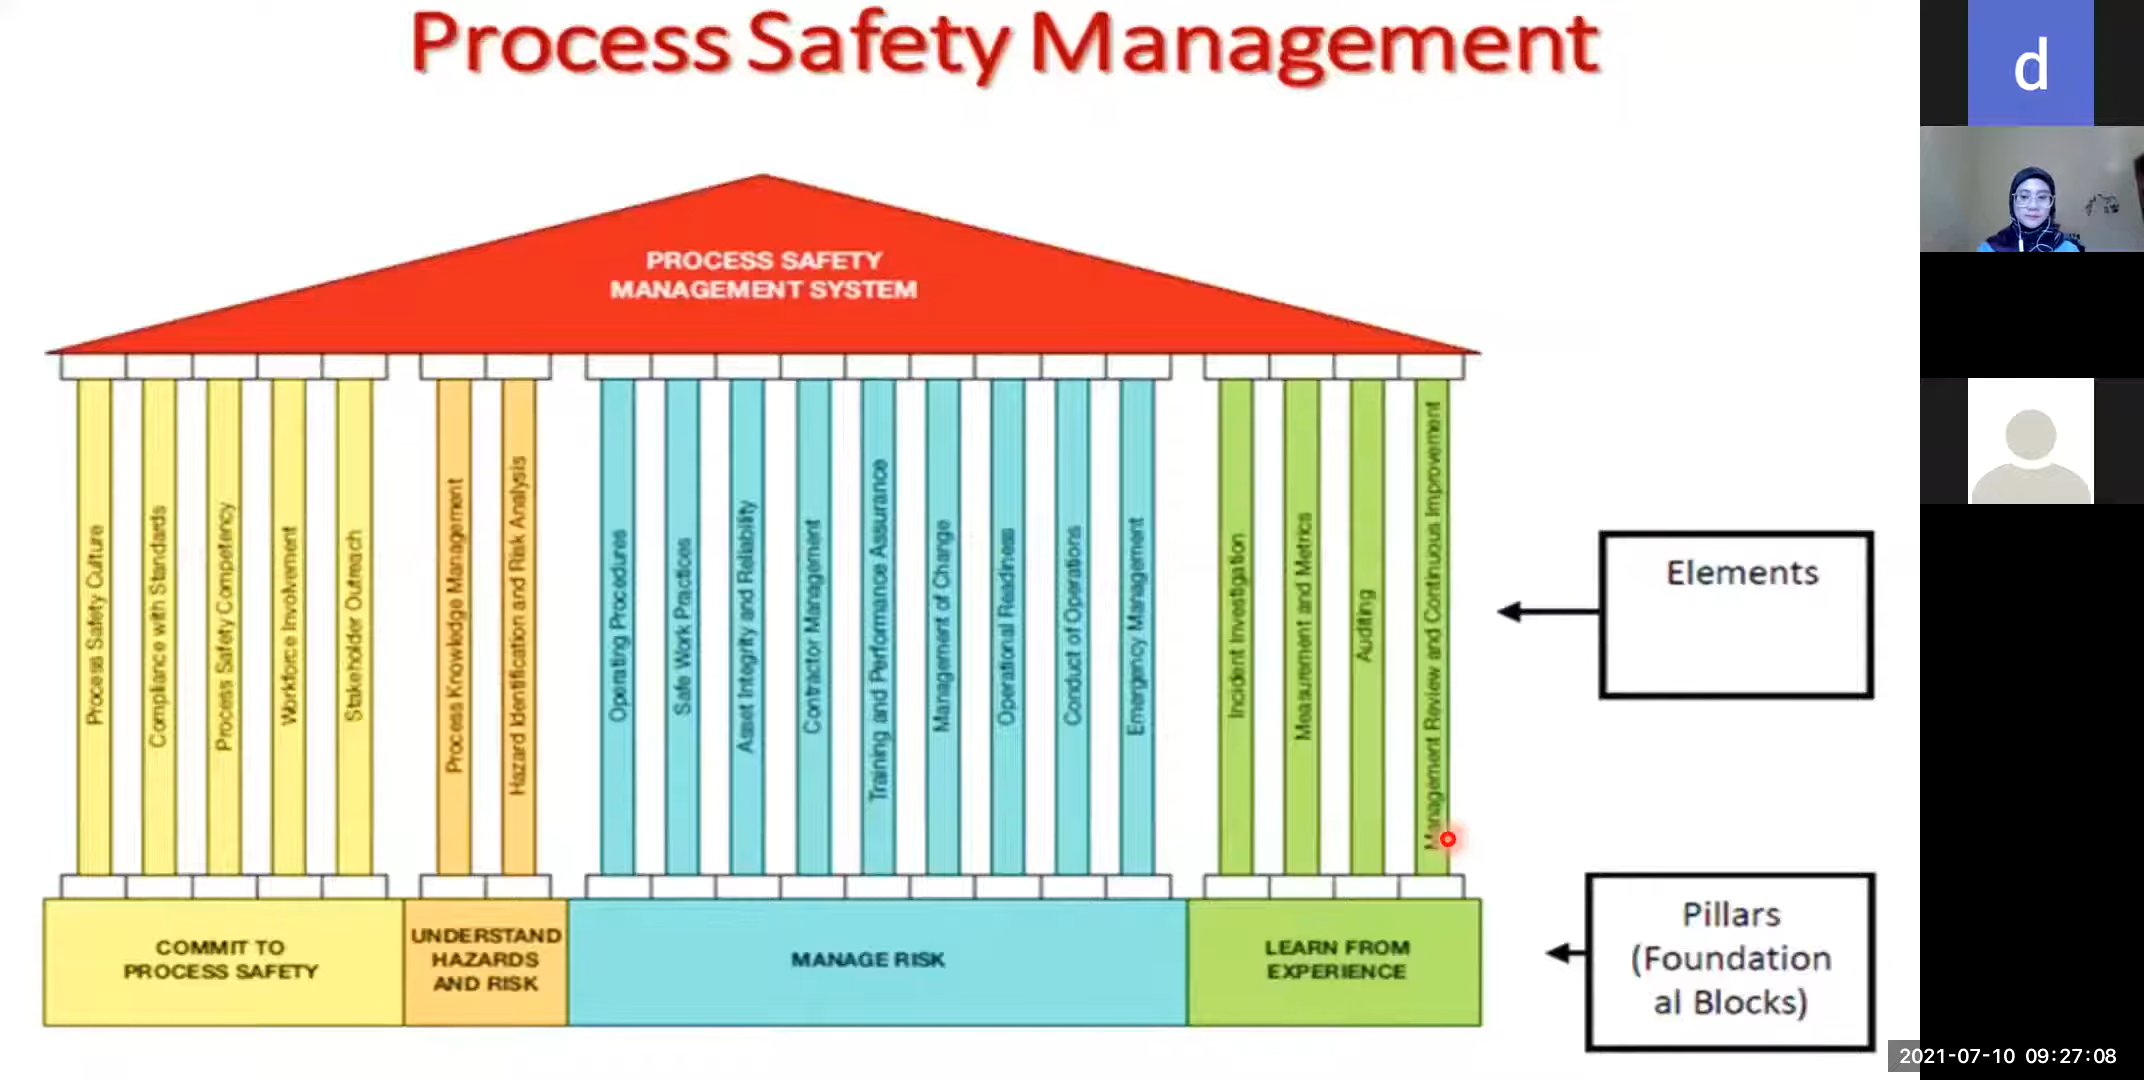 Process Safety Management
d
PROCESS SAFETY
MANAGEMENT SYSTEM
Process Safety Culture
Compliance with Standards
Process Safety Competency
Workforce Involvement
Stakeholder Outreach
Process Knowledge Management
Hazard Identification and Risk Analysis
Operating Procedures
Safe Work Practices
Asset Integrity and Reliability
Contractor Management
Training and Performance Assurance
Management of Change
Operational Readiness
Conduct of Operations
Emergency Management
Incident Investigation
Measurement and Metrics
Auditing
Management Review and Continuous Improvement
Elements
COMMIT TO
PROCESS SAFETY
UNDERSTAND
HAZARDS
AND RISK
MANAGE RISK
LEARN FROM
EXPERIENCE
Pillars
(Foundation
al Blocks)
2021-07-10 09:27:08